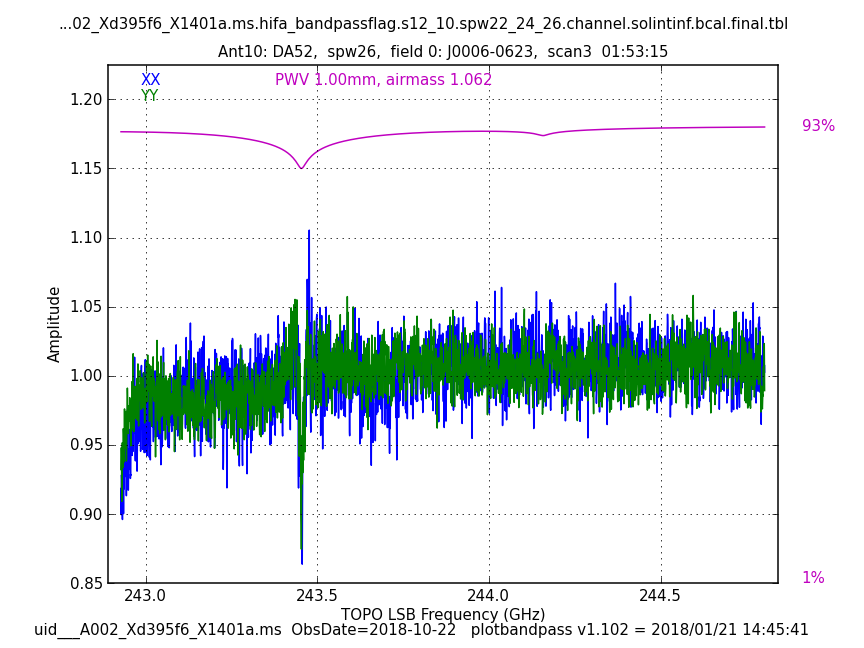 ...02_Xd395f6_X1401a.ms.hifa_bandpassflag.s12_10.spw22_24_26.channel.solintinf.bcal.final.tbl
Ant10: DA52,  spw26,  field 0: J0006-0623,  scan3  01:53:15
XX
PWV 1.00mm, airmass 1.062
YY
1.20
93%
1.15
1.10
1.05
Amplitude
1.00
0.95
0.90
1%
0.85
243.0 243.5 244.0 244.5
TOPO LSB Frequency (GHz)
uid___A002_Xd395f6_X1401a.ms  ObsDate=2018-10-22   plotbandpass v1.102 = 2018/01/21 14:45:41